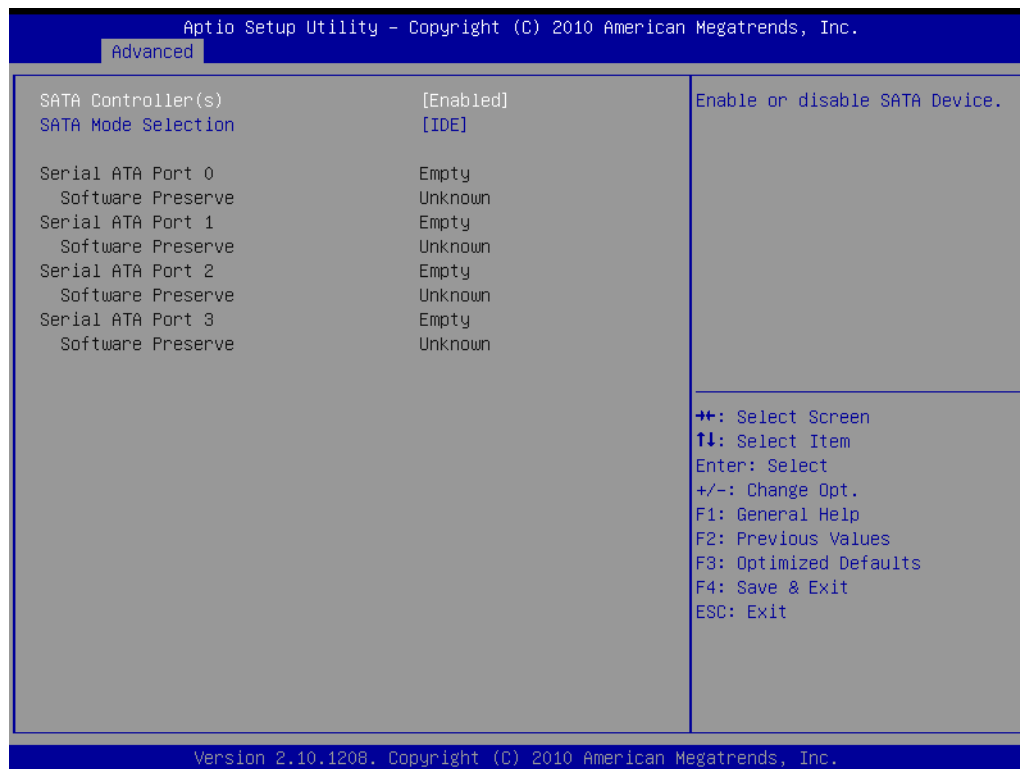 Aptio Setup Utility – Copyright (C) 2010 American Megatrends, Inc.
Advanced
SATA Controller(s) [Enabled]
SATA Mode Selection [IDE]
Serial ATA Port 0 Empty
Software Preserve Unknown
Serial ATA Port 1 Empty
Software Preserve Unknown
Serial ATA Port 2 Empty
Software Preserve Unknown
Serial ATA Port 3 Empty
Software Preserve Unknown
Enable or disable SATA Device.
→←: Select Screen
↑↓: Select Item
Enter: Select
+/-: Change Opt.
F1: General Help
F2: Previous Values
F3: Optimized Defaults
F4: Save & Exit
ESC: Exit
Version 2.10.1208. Copyright (C) 2010 American Megatrends, Inc.